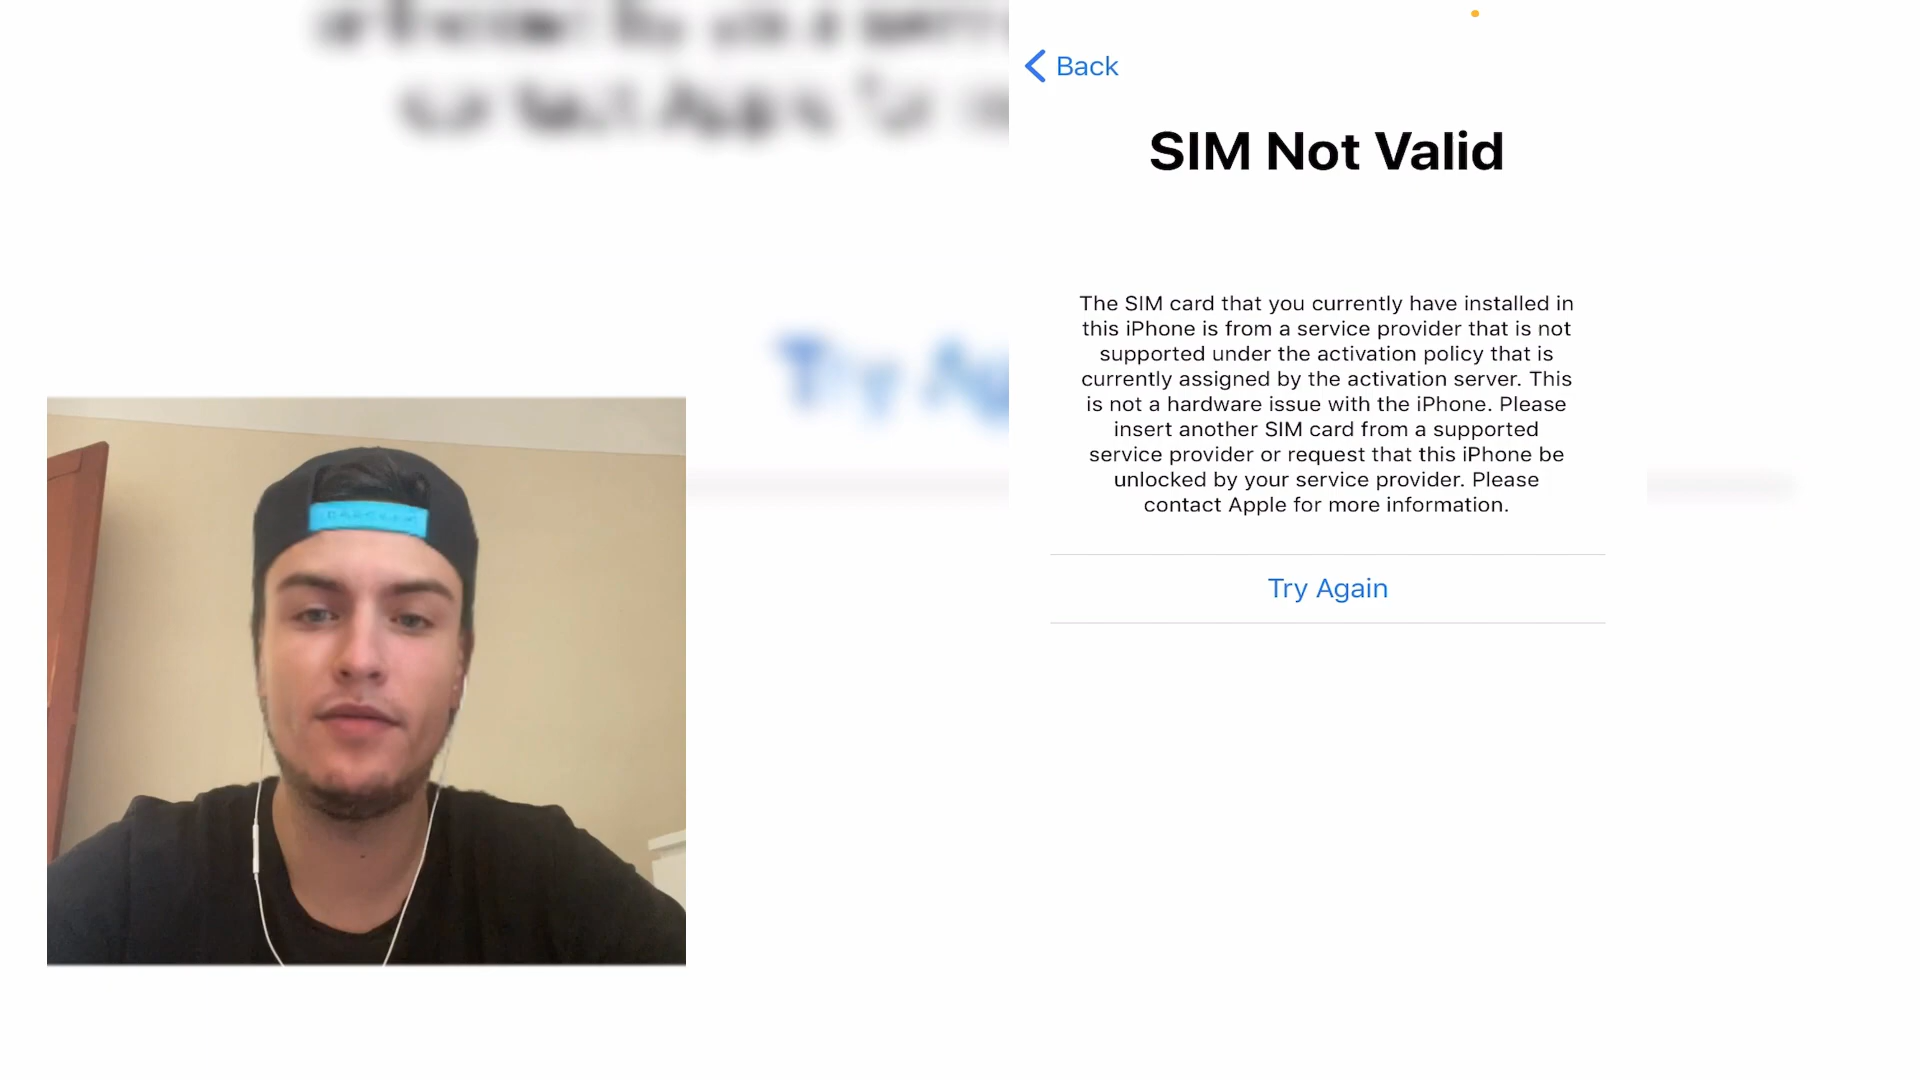 Back
SIM Not Valid
The SIM card that you currently have installed in
this iPhone is from a service provider that is not
supported under the activation policy that is
currently assigned by the activation server. This
is not a hardware issue with the iPhone. Please
insert another SIM card from a supported
service provider or request that this iPhone be
unlocked by your service provider. Please
contact Apple for more information.
Try Again